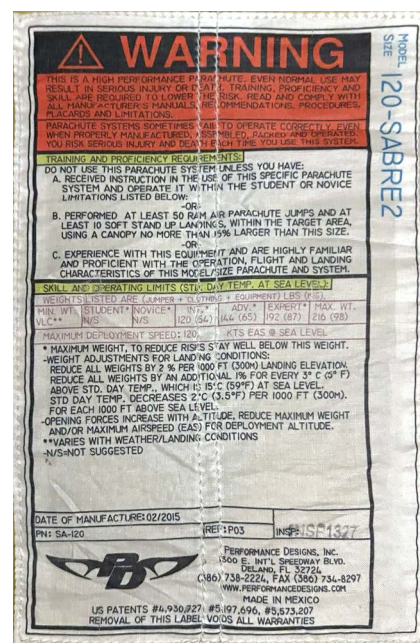 WARNING
THIS IS A HIGH PERFORMANCE PARACHUTE. EVEN NORMAL USE MAY
RESULT IN SERIOUS INJURY OR DEATH. TRAINING, PROFICIENCY AND
SKILL ARE REQUIRED TO LOWER THE RISK. READ AND COMPLY WITH
ALL MANUFACTURER'S MANUALS, RECOMMENDATIONS, PROCEDURES,
PLACARDS AND LIMITATIONS.
PARACHUTE SYSTEMS SOMETIMES FAIL TO OPERATE CORRECTLY, EVEN
WHEN PROPERLY MANUFACTURED, ASSEMBLED, PACKED AND OPERATED.
YOU RISK SERIOUS INJURY AND DEATH EACH TIME YOU USE THIS SYSTEM.
MODEL SIZE 120-SABRE2
TRAINING AND PROFICIENCY REQUIREMENTS:
DO NOT USE THIS PARACHUTE SYSTEM UNLESS YOU HAVE:
A. RECEIVED INSTRUCTION IN THE USE OF THIS SPECIFIC PARACHUTE
SYSTEM AND OPERATE IT WITHIN THE STUDENT OR NOVICE
LIMITATIONS LISTED BELOW:
-OR-
B. PERFORMED AT LEAST 50 RAM AIR PARACHUTE JUMPS AND AT
LEAST 10 SOFT STAND UP LANDINGS, WITHIN THE TARGET AREA,
USING A CANOPY NO MORE THAN 15% LARGER THAN THIS SIZE.
-OR-
C. EXPERIENCE WITH THIS EQUIPMENT AND ARE HIGHLY FAMILIAR
AND PROFICIENT WITH THE OPERATION, FLIGHT AND LANDING
CHARACTERISTICS OF THIS MODEL/SIZE PARACHUTE AND SYSTEM.
SKILL AND OPERATING LIMITS (STD. DAY TEMP. AT SEA LEVEL):
WEIGHTS LISTED ARE (JUMPER + CLOTHING + EQUIPMENT) LBS (KG).
MIN. WT. STUDENT* NOVICE* INT.* ADV.* EXPERT* MAX. WT.
VLC** N/S N/S 120 (54) 144 (65) 192 (87) 216 (98)
MAXIMUM DEPLOYMENT SPEED: 120 KTS EAS @ SEA LEVEL
* MAXIMUM WEIGHT, TO REDUCE RISKS STAY WELL BELOW THIS WEIGHT.
-WEIGHT ADJUSTMENTS FOR LANDING CONDITIONS:
REDUCE ALL WEIGHTS BY 2 % PER 1000 FT (300M) LANDING ELEVATION.
REDUCE ALL WEIGHTS BY AN ADDITIONAL 1% FOR EVERY 3° C (5° F)
ABOVE STD. DAY TEMP., WHICH IS 15°C (59°F) AT SEA LEVEL.
STD DAY TEMP. DECREASES 2°C (3.5°F) PER 1000 FT (300M).
FOR EACH 1000 FT ABOVE SEA LEVEL.
-OPENING FORCES INCREASE WITH ALTITUDE, REDUCE MAXIMUM WEIGHT
AND/OR MAXIMUM AIRSPEED (EAS) FOR DEPLOYMENT ALTITUDE.
**VARIES WITH WEATHER/LANDING CONDITIONS
-N/S=NOT SUGGESTED
DATE OF MANUFACTURE: 02/2015
PN: SA-120 REF: P03 INSP: INSP1327
PD
PERFORMANCE DESIGNS, INC.
1300 E. INT'L SPEEDWAY BLVD.
DELAND, FL 32724
(386) 738-2224, FAX (386) 734-8297
WWW.PERFORMANCEDESIGNS.COM
MADE IN MEXICO
US PATENTS #4,930,727 #5,197,696, #5,573,207
REMOVAL OF THIS LABEL VOIDS ALL WARRANTIES